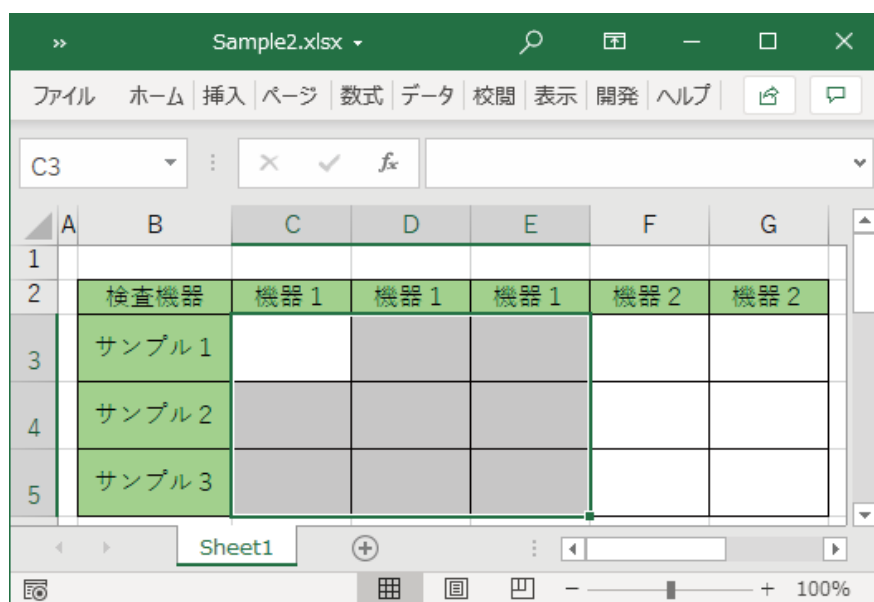 Sample2.xlsx
ファイル ホーム 挿入 ページ 数式 データ 校閲 表示 開発 ヘルプ
C3 fx
A B C D E F G
1
2 検査機器 機器1 機器1 機器1 機器2 機器2
3 サンプル1
4 サンプル2
5 サンプル3
Sheet1
100%